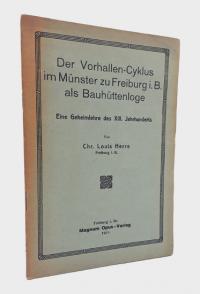 Der Vorhallen-Cyklus
im Münster zu Freiburg i. B.
als Bauhüttenloge
Eine Geheimlehre des XIII. Jahrhunderts
Von
Chr. Louis Herre
Freiburg i. B.
Freiburg i. Br.
Magnum Opus-Verlag